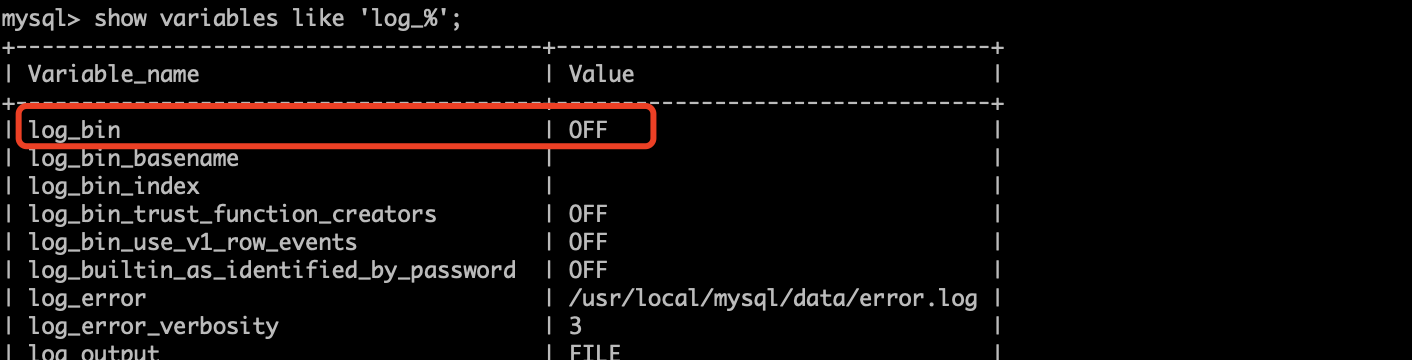 mysql> show variables like 'log_%';
+----------------------------------------+---------------------------------+
| Variable_name | Value |
+----------------------------------------+---------------------------------+
| log_bin | OFF |
| log_bin_basename | |
| log_bin_index | |
| log_bin_trust_function_creators | OFF |
| log_bin_use_v1_row_events | OFF |
| log_builtin_as_identified_by_password | OFF |
| log_error | /usr/local/mysql/data/error.log |
| log_error_verbosity | 3 |
| log_output | FILE |